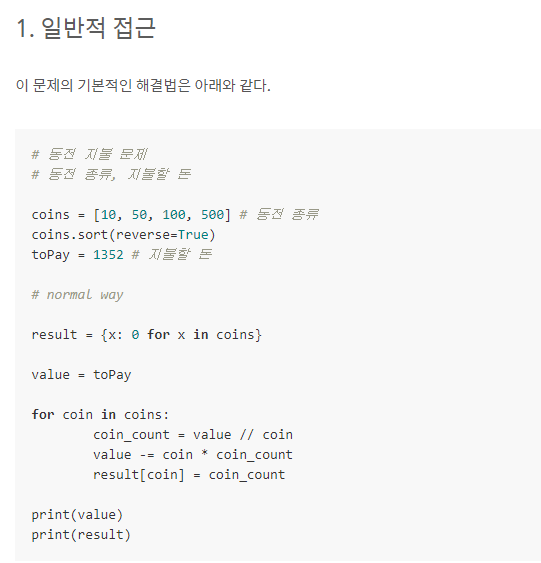 1. 일반적 접근
이 문제의 기본적인 해결법은 아래와 같다.
# 동전 지불 문제
# 동전 종류, 지불할 돈
coins = [10, 50, 100, 500] # 동전 종류
coins.sort(reverse=True)
toPay = 1352 # 지불할 돈
# normal way
result = {x: 0 for x in coins}
value = toPay
for coin in coins:
        coin_count = value // coin
        value -= coin * coin_count
        result[coin] = coin_count
print(value)
print(result)